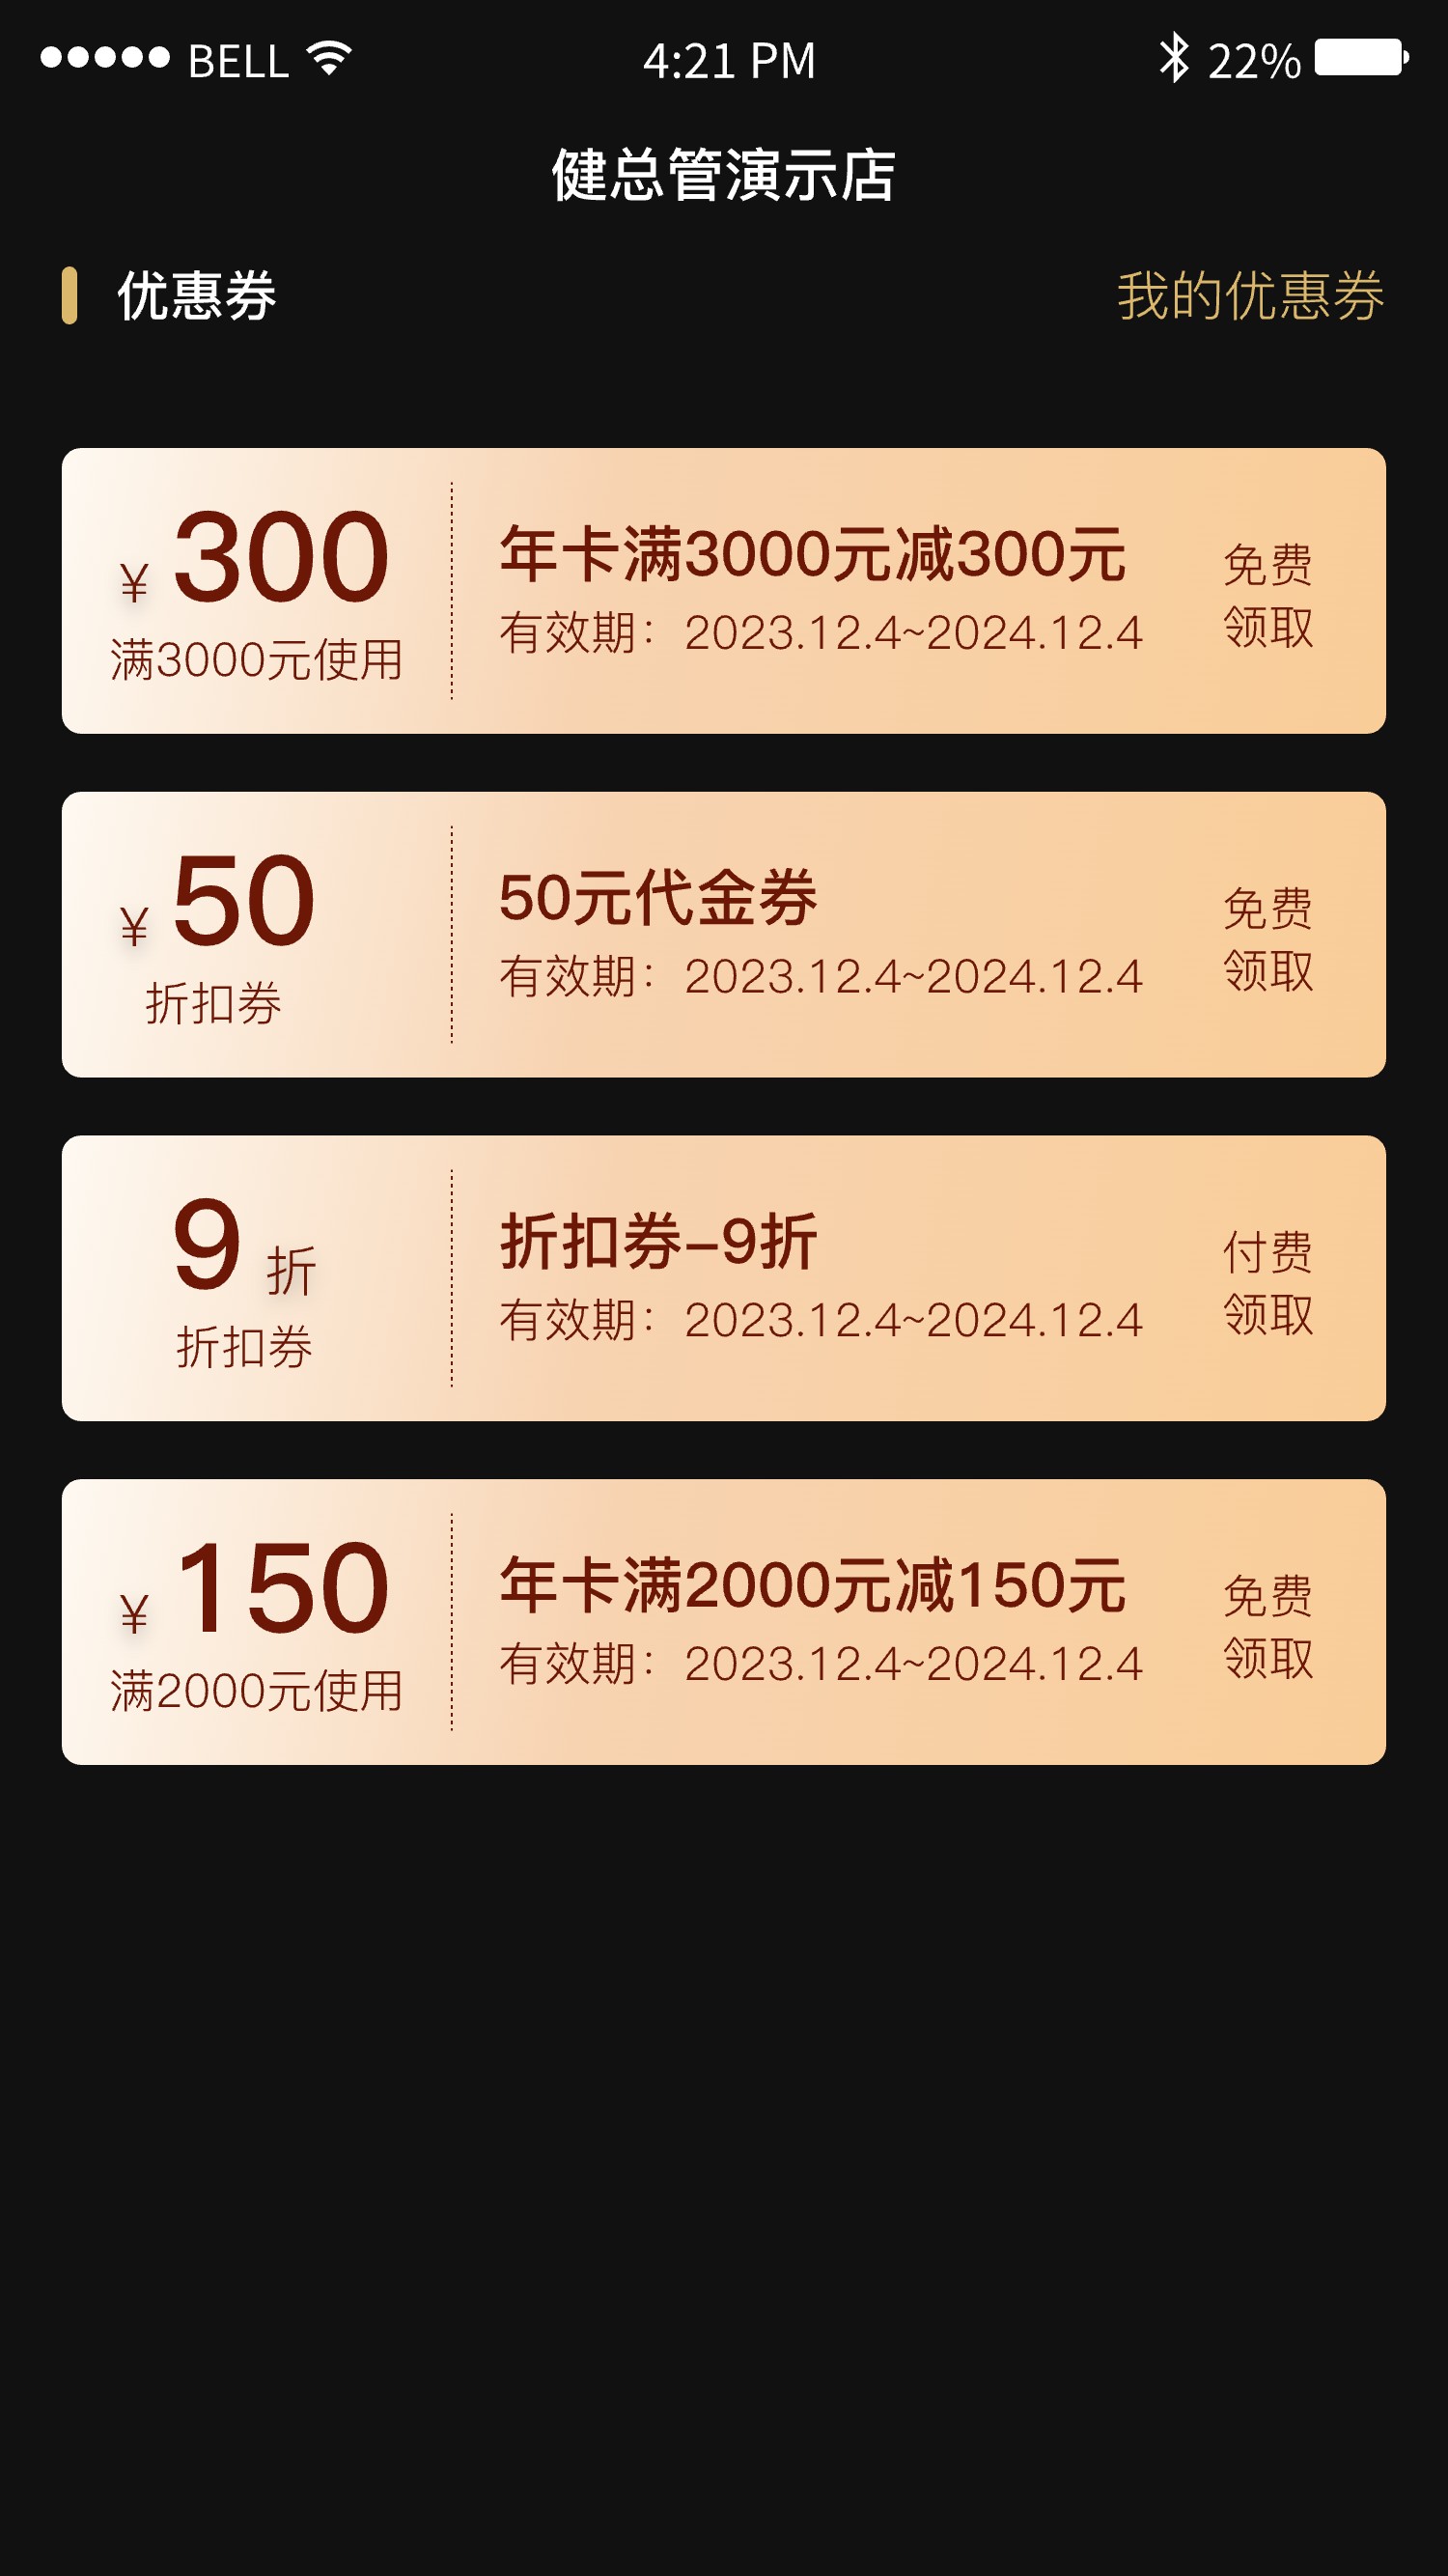 BELL 4:21 PM 22%
健总管演示店
优惠券 我的优惠券
¥ 300
满3000元使用
年卡满3000元减300元
有效期：2023.12.4~2024.12.4
免费
领取
¥ 50
折扣券
50元代金券
有效期：2023.12.4~2024.12.4
免费
领取
9 折
折扣券
折扣券–9折
有效期：2023.12.4~2024.12.4
付费
领取
¥ 150
满2000元使用
年卡满2000元减150元
有效期：2023.12.4~2024.12.4
免费
领取